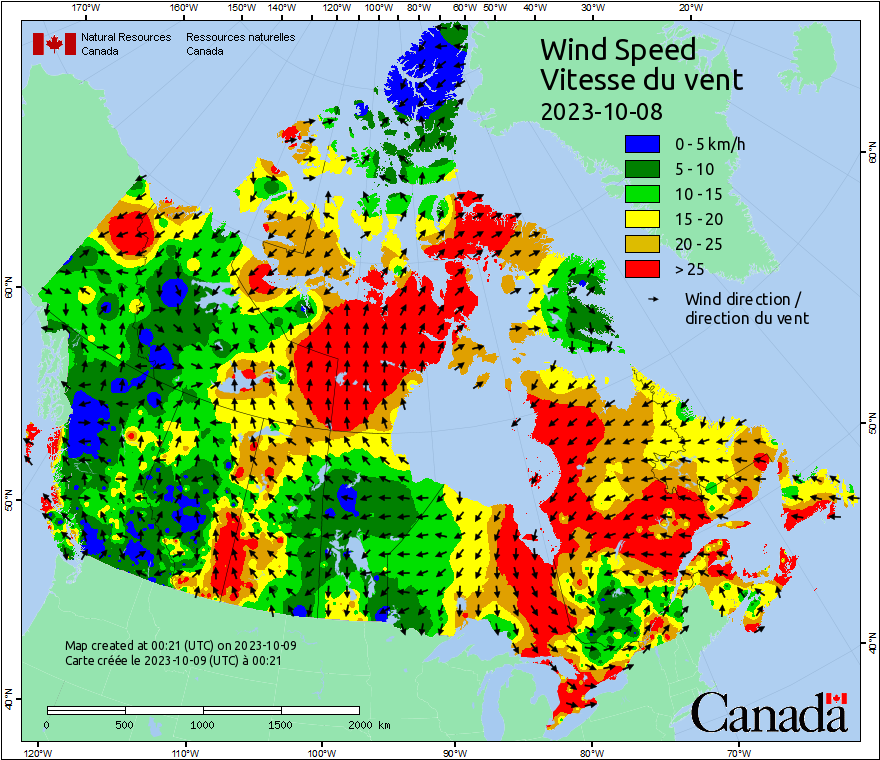 170°W 160°W 150°W 140°W 120°W 100°W 80°W 60°W 50°W 40°W 30°W 20°W
Natural Resources Ressources naturelles
Canada Canada
Wind Speed
Vitesse du vent
2023-10-08
0 - 5 km/h
5 - 10
10 - 15
15 - 20
20 - 25
> 25
Wind direction /
direction du vent
60°N
60°N
50°N
50°N
40°N
40°N
Map created at 00:21 (UTC) on 2023-10-09
Carte créée le 2023-10-09 (UTC) à 00:21
0 500 1000 1500 2000 km
Canada
120°W 110°W 100°W 90°W 80°W 70°W